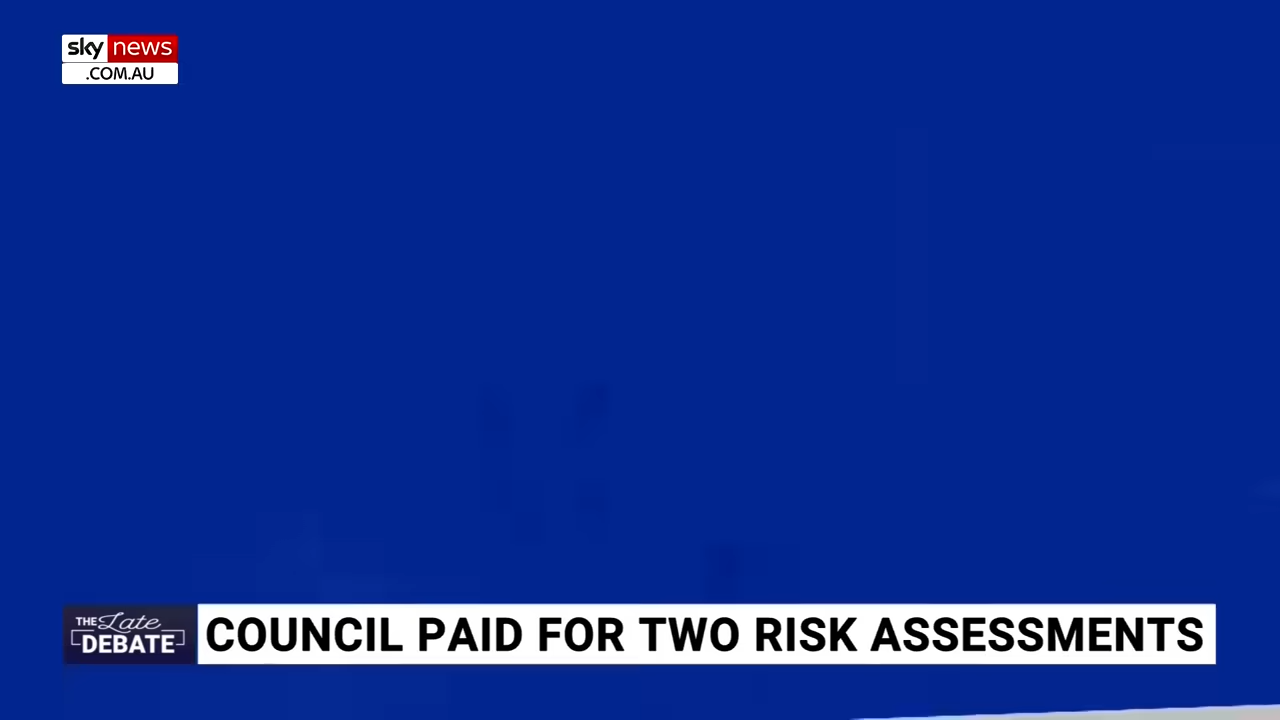 sky news
.COM.AU
THE Late
DEBATE
COUNCIL PAID FOR TWO RISK ASSESSMENTS